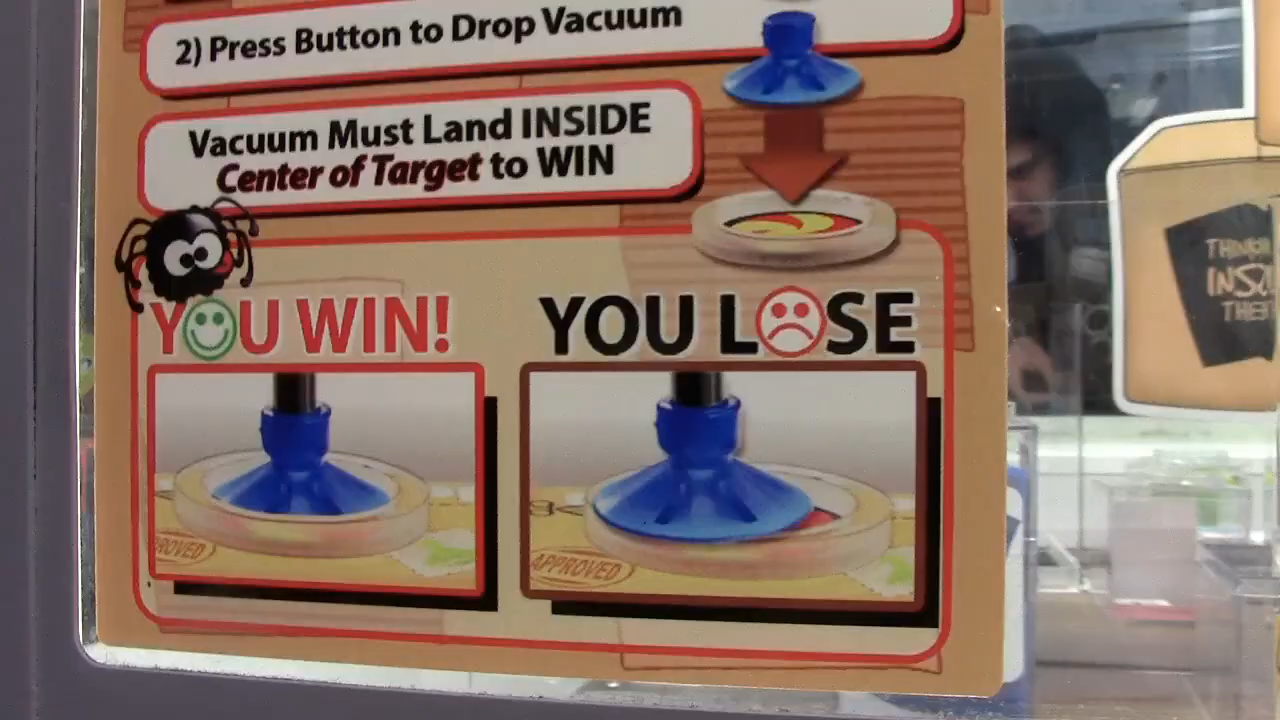 2) Press Button to Drop Vacuum
Vacuum Must Land INSIDE
Center of Target to WIN
YOU WIN!
YOU LOSE
APPROVED